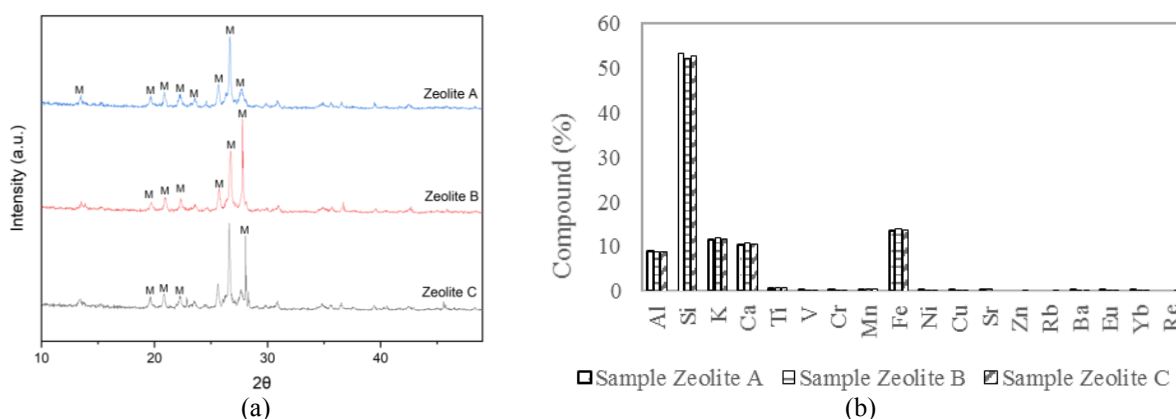 Intensity (a.u.)
M
M
M
M
M
M
M
M
Zeolite A
M
M
M
M
M
M
Zeolite B
M
M
M
M
Zeolite C
10
20
30
40
2θ
(a)
Compound (%)
60
50
40
30
20
10
0
Al
Si
K
Ca
Ti
V
Cr
Mn
Fe
Ni
Cu
Sr
Zn
Rb
Ba
Eu
Yb
Re
Sample Zeolite A
Sample Zeolite B
Sample Zeolite C
(b)